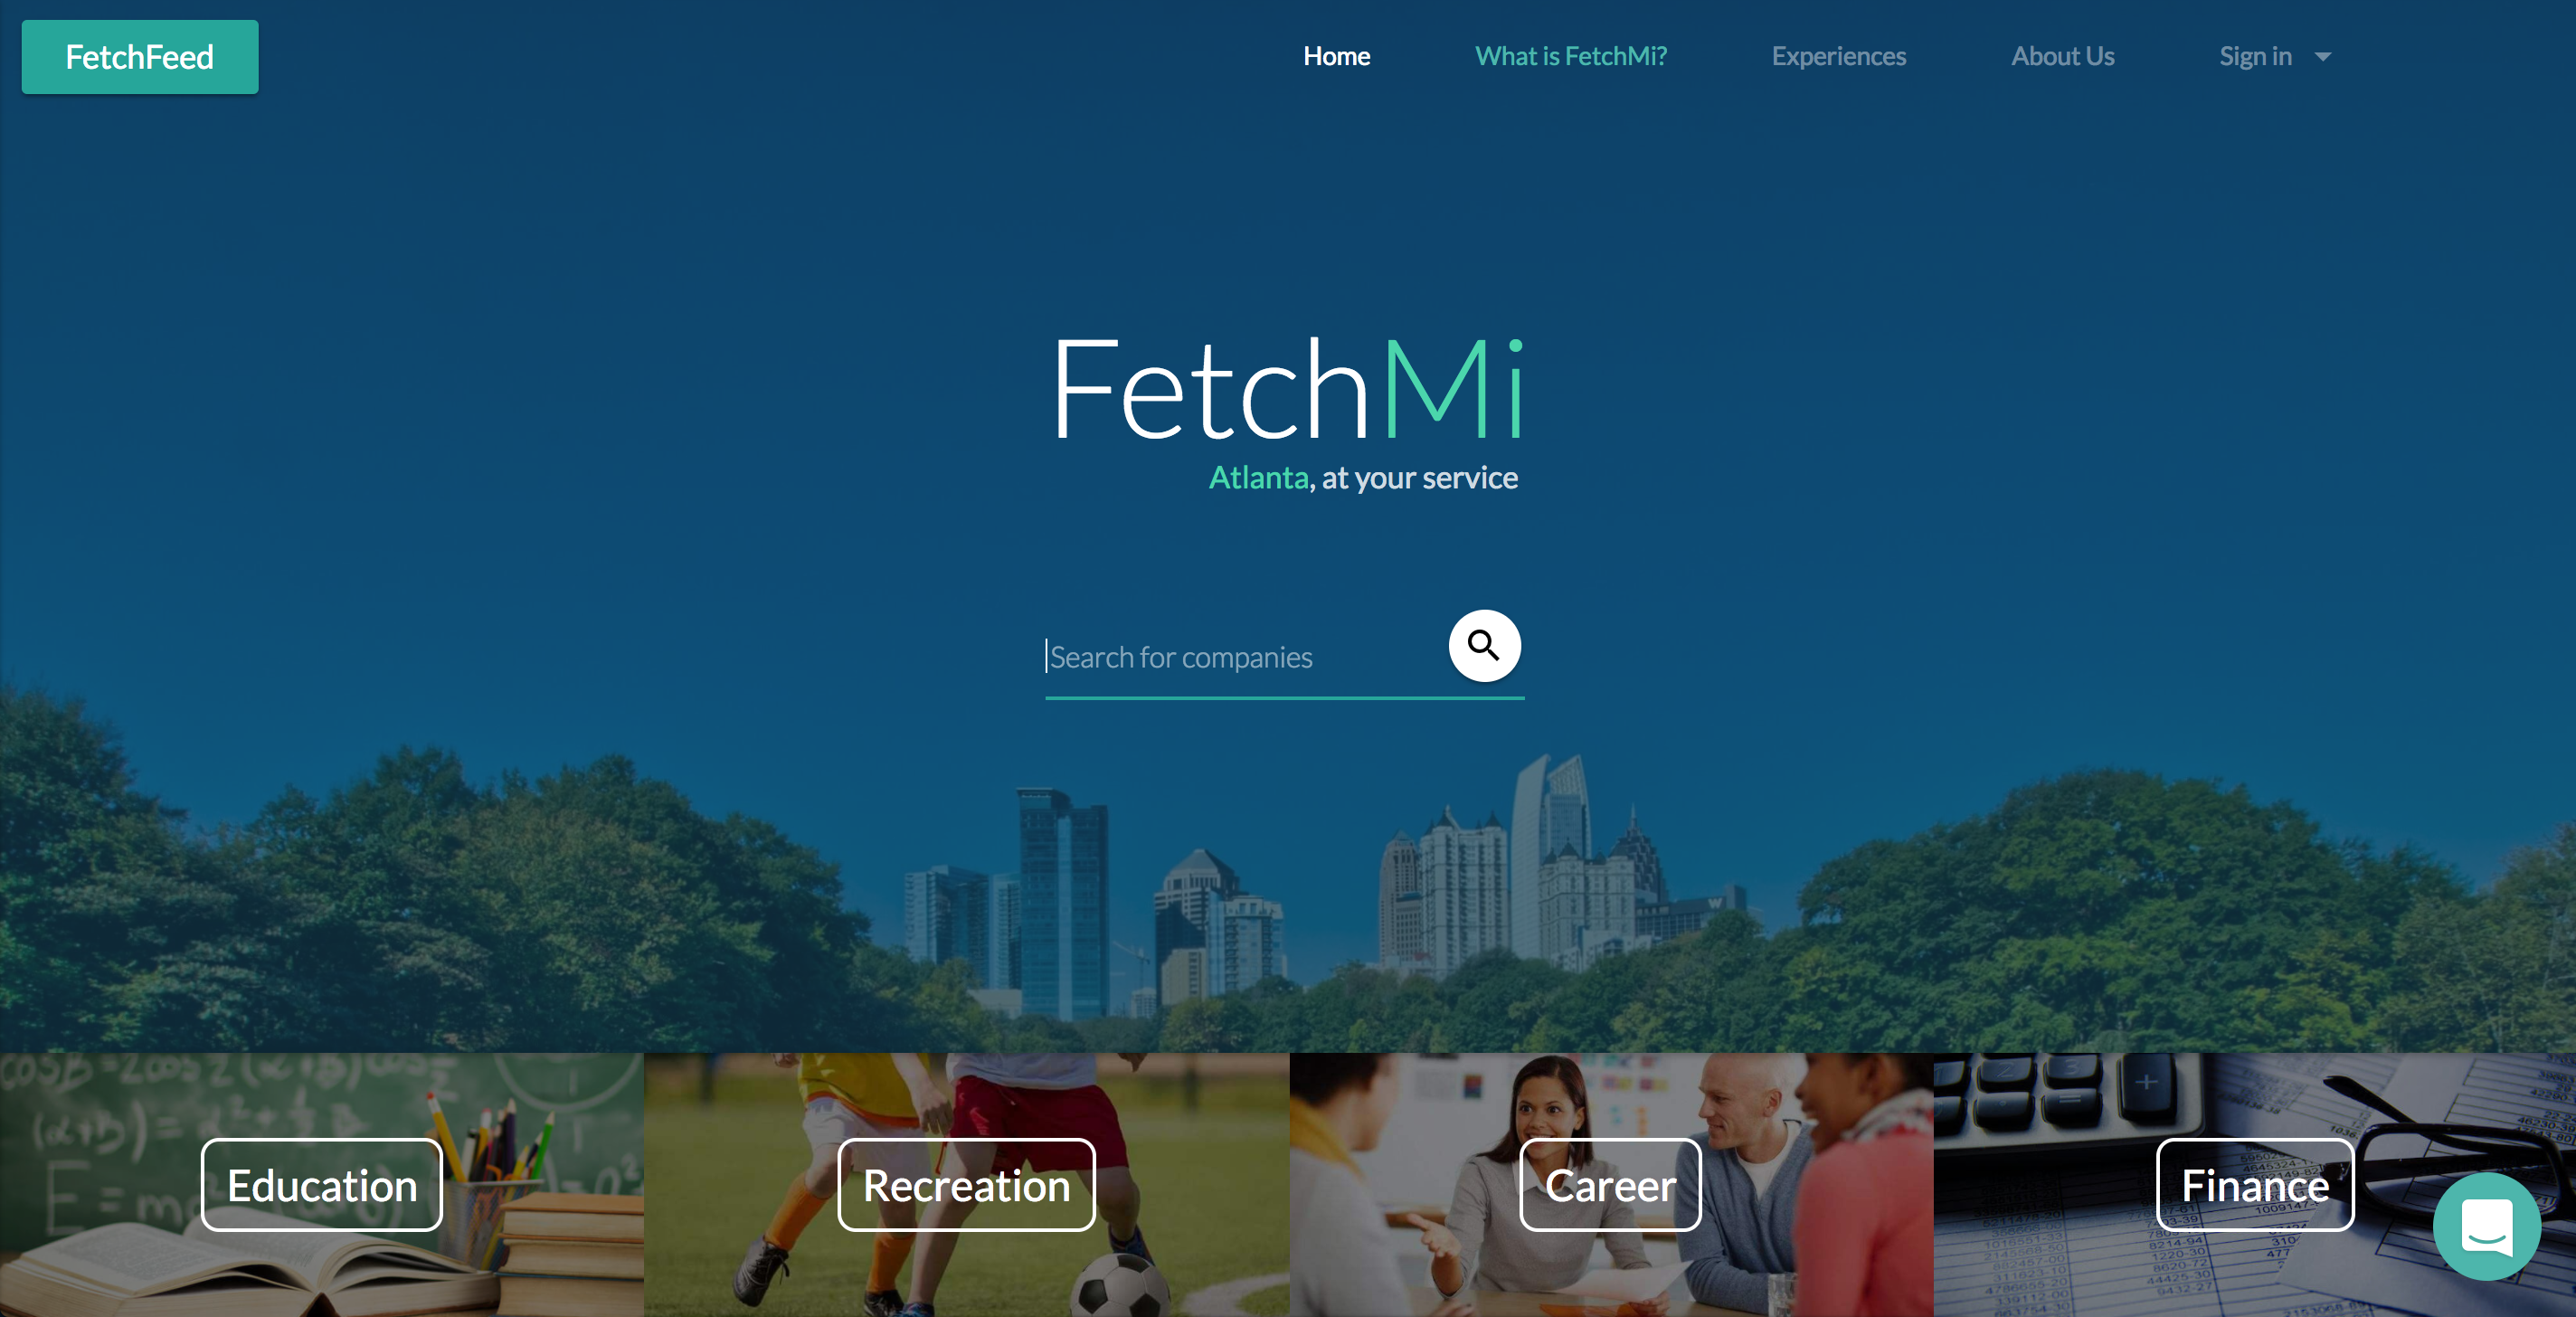 FetchFeed
Home What is FetchMi? Experiences About Us Sign in
FetchMi
Atlanta, at your service
Search for companies
Education
Recreation
Career
Finance